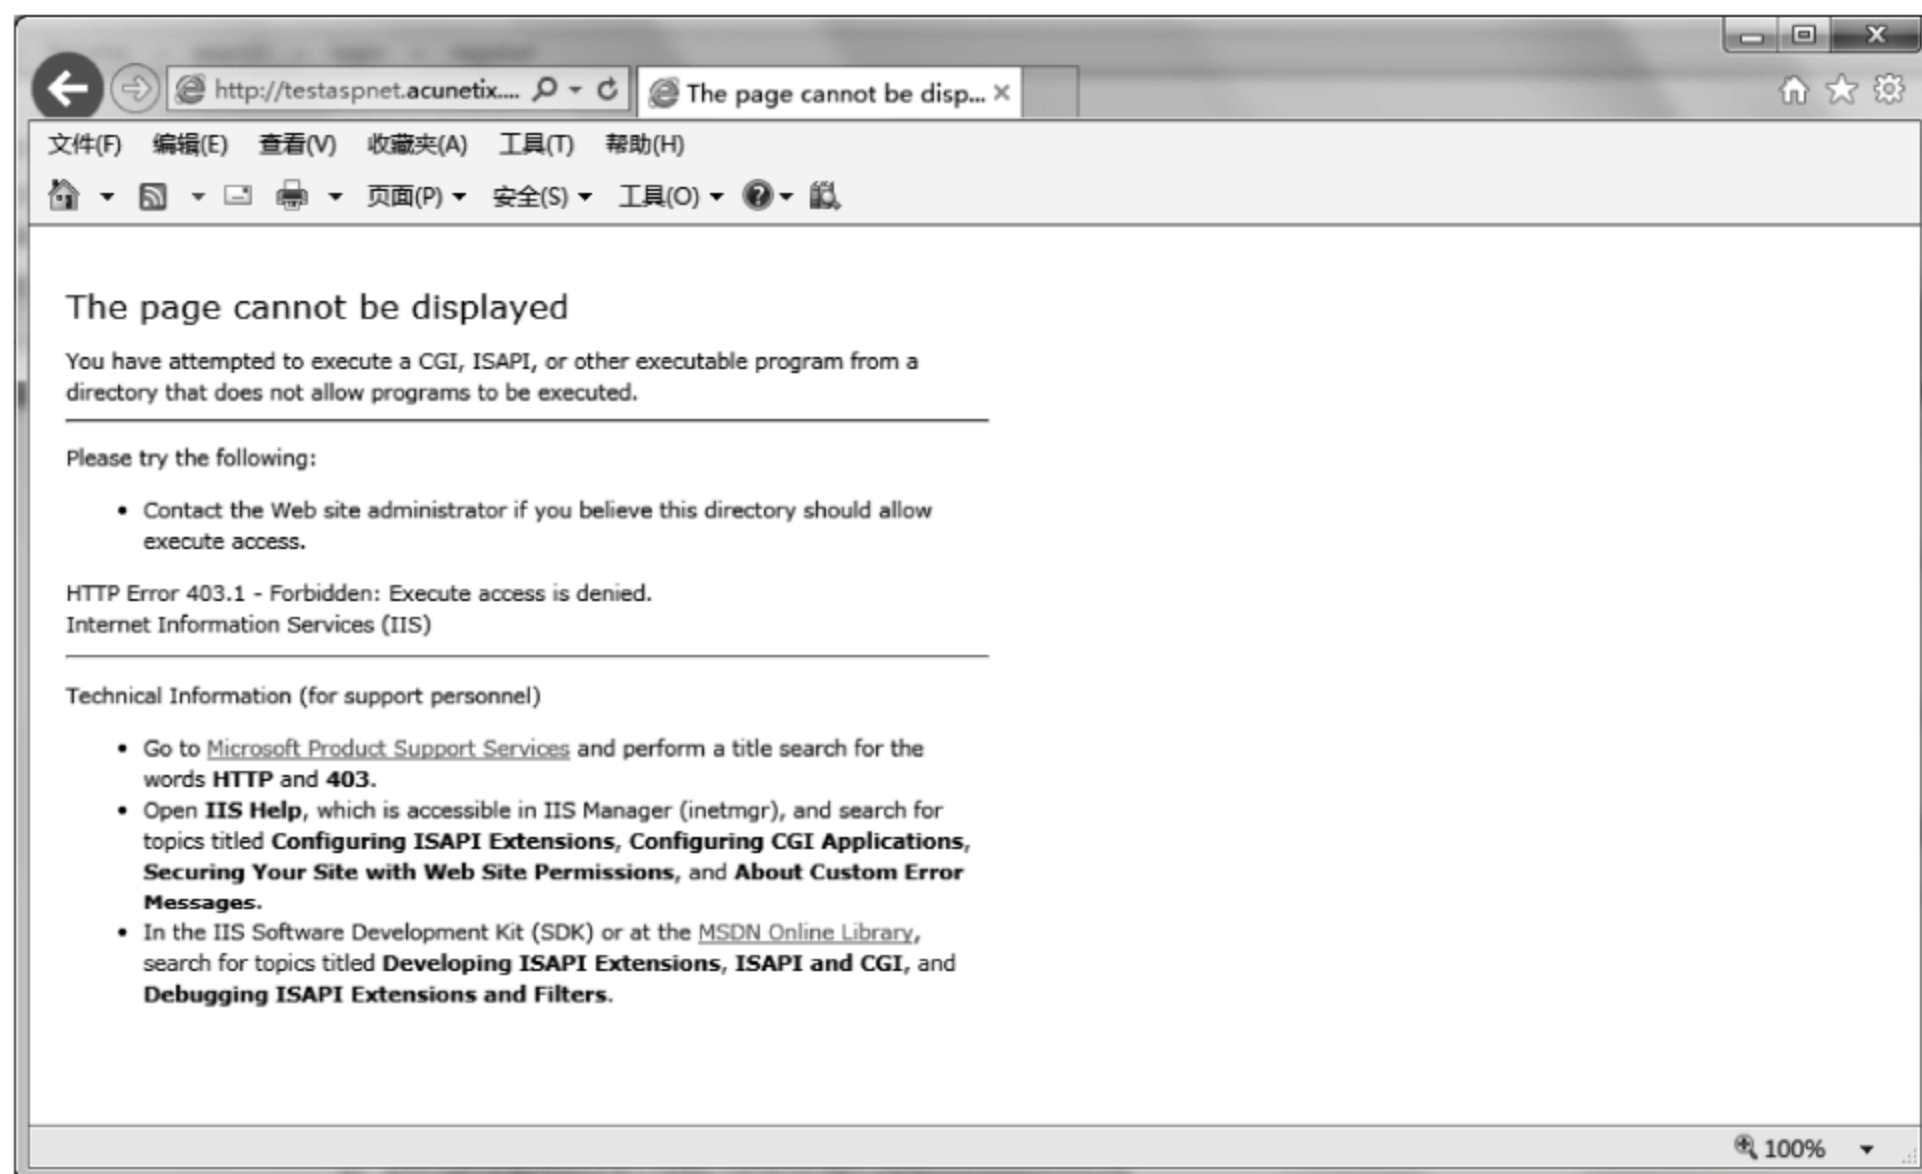 http://testaspnet.acunetix....
The page cannot be disp...
文件(F) 编辑(E) 查看(V) 收藏夹(A) 工具(T) 帮助(H)
页面(P) 安全(S) 工具(O)
The page cannot be displayed
You have attempted to execute a CGI, ISAPI, or other executable program from a
directory that does not allow programs to be executed.
Please try the following:
• Contact the Web site administrator if you believe this directory should allow
execute access.
HTTP Error 403.1 - Forbidden: Execute access is denied.
Internet Information Services (IIS)
Technical Information (for support personnel)
• Go to Microsoft Product Support Services and perform a title search for the
words HTTP and 403.
• Open IIS Help, which is accessible in IIS Manager (inetmgr), and search for
topics titled Configuring ISAPI Extensions, Configuring CGI Applications,
Securing Your Site with Web Site Permissions, and About Custom Error
Messages.
• In the IIS Software Development Kit (SDK) or at the MSDN Online Library,
search for topics titled Developing ISAPI Extensions, ISAPI and CGI, and
Debugging ISAPI Extensions and Filters.
100%